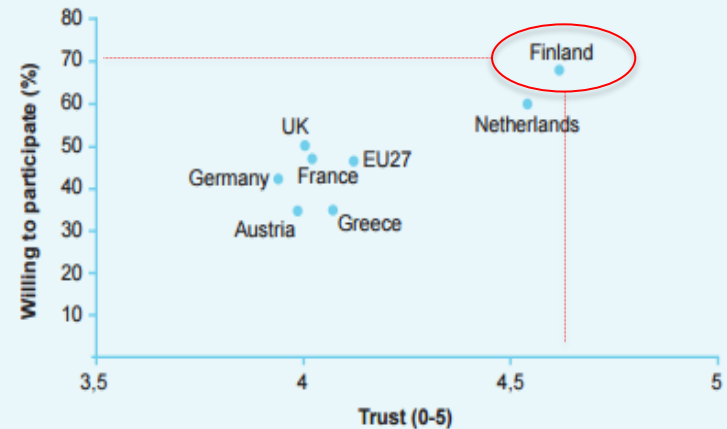 Willing to participate (%)
80
70
60
50
40
30
20
10
Finland
Netherlands
UK
EU27
Germany
France
Austria
Greece
3,5
4
4,5
5
Trust (0-5)